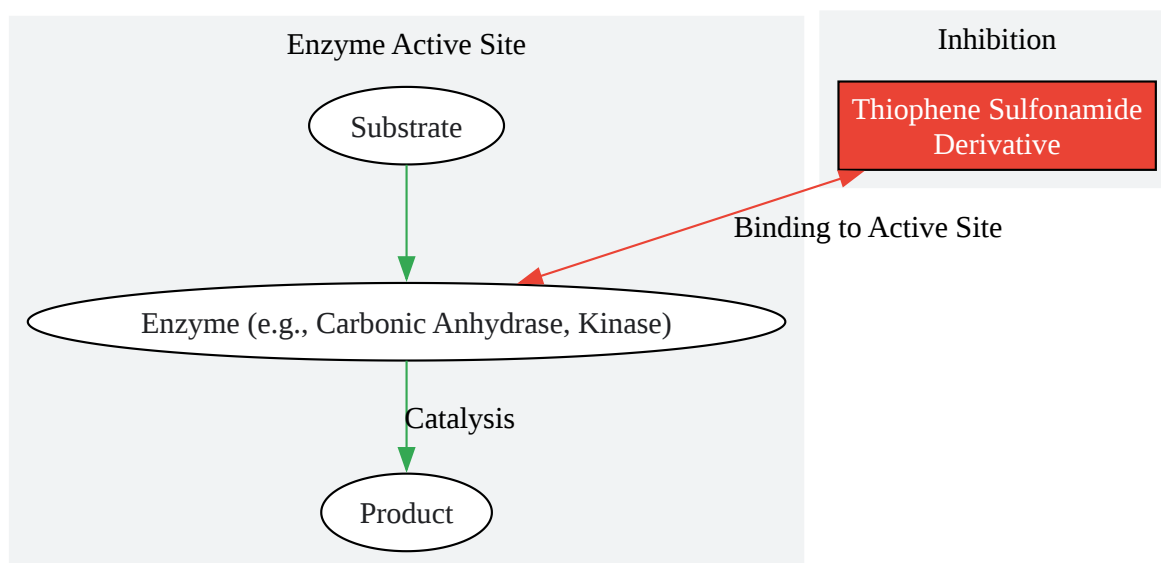 Enzyme Active Site
Inhibition
Substrate
Thiophene Sulfonamide
Derivative
Binding to Active Site
Enzyme (e.g., Carbonic Anhydrase, Kinase)
Catalysis
Product